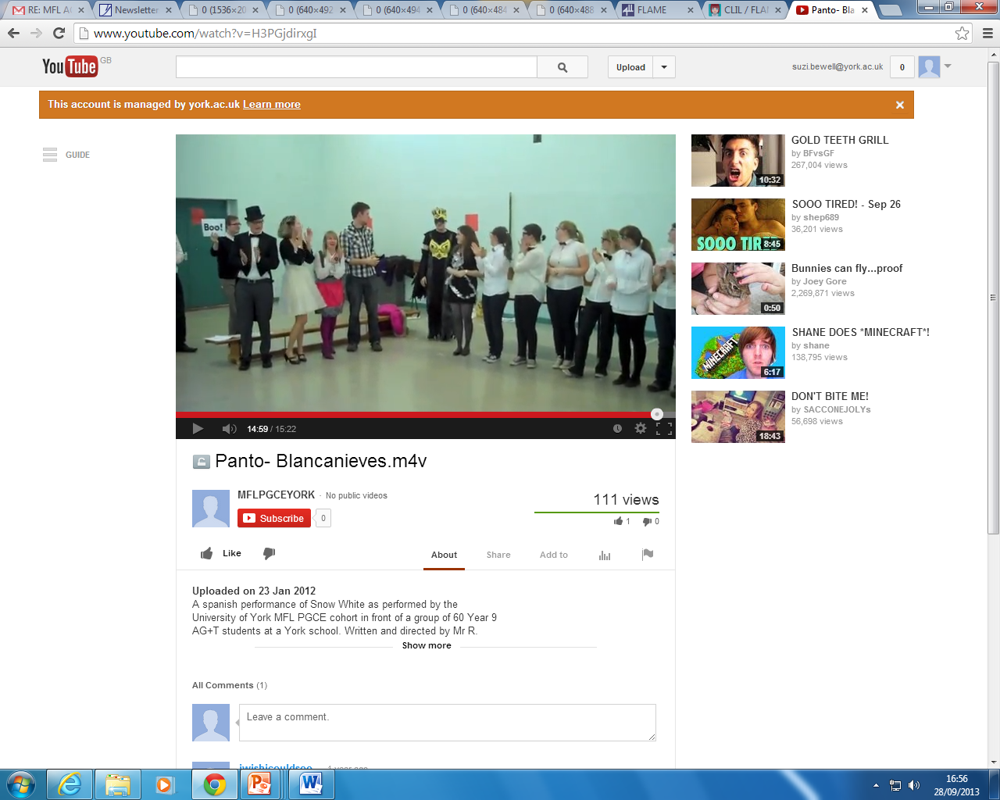 RE: MFL AG
Newsletter
0 (1536×20
0 (640×492
0 (640×494
0 (640×484
0 (640×488
FLAME
CLIL / FLAM
Panto- Bla
www.youtube.com/watch?v=H3PGjdirxgI
YouTube GB
Upload
suzi.bewell@york.ac.uk
0
This account is managed by york.ac.uk Learn more
GUIDE
Boo!
14:59 / 15:22
Panto- Blancanieves.m4v
MFLPGCEYORK · No public videos
Subscribe 0
111 views
1 0
Like
About Share Add to
Uploaded on 23 Jan 2012
A spanish performance of Snow White as performed by the
University of York MFL PGCE cohort in front of a group of 60 Year 9
AG+T students at a York school. Written and directed by Mr R.
Show more
All Comments (1)
Leave a comment.
iwishicouldsee 1 year ago
10:32
GOLD TEETH GRILL
by BFvsGF
267,004 views
SOOO TIRED
8:45
SOOO TIRED! - Sep 26
by shep689
36,201 views
0:50
Bunnies can fly...proof
by Joey Gore
2,269,871 views
MINECRAFT
6:17
SHANE DOES *MINECRAFT*!
by shane
138,795 views
18:43
DON'T BITE ME!
by SACCONEJOLYs
56,698 views
16:56
28/09/2013